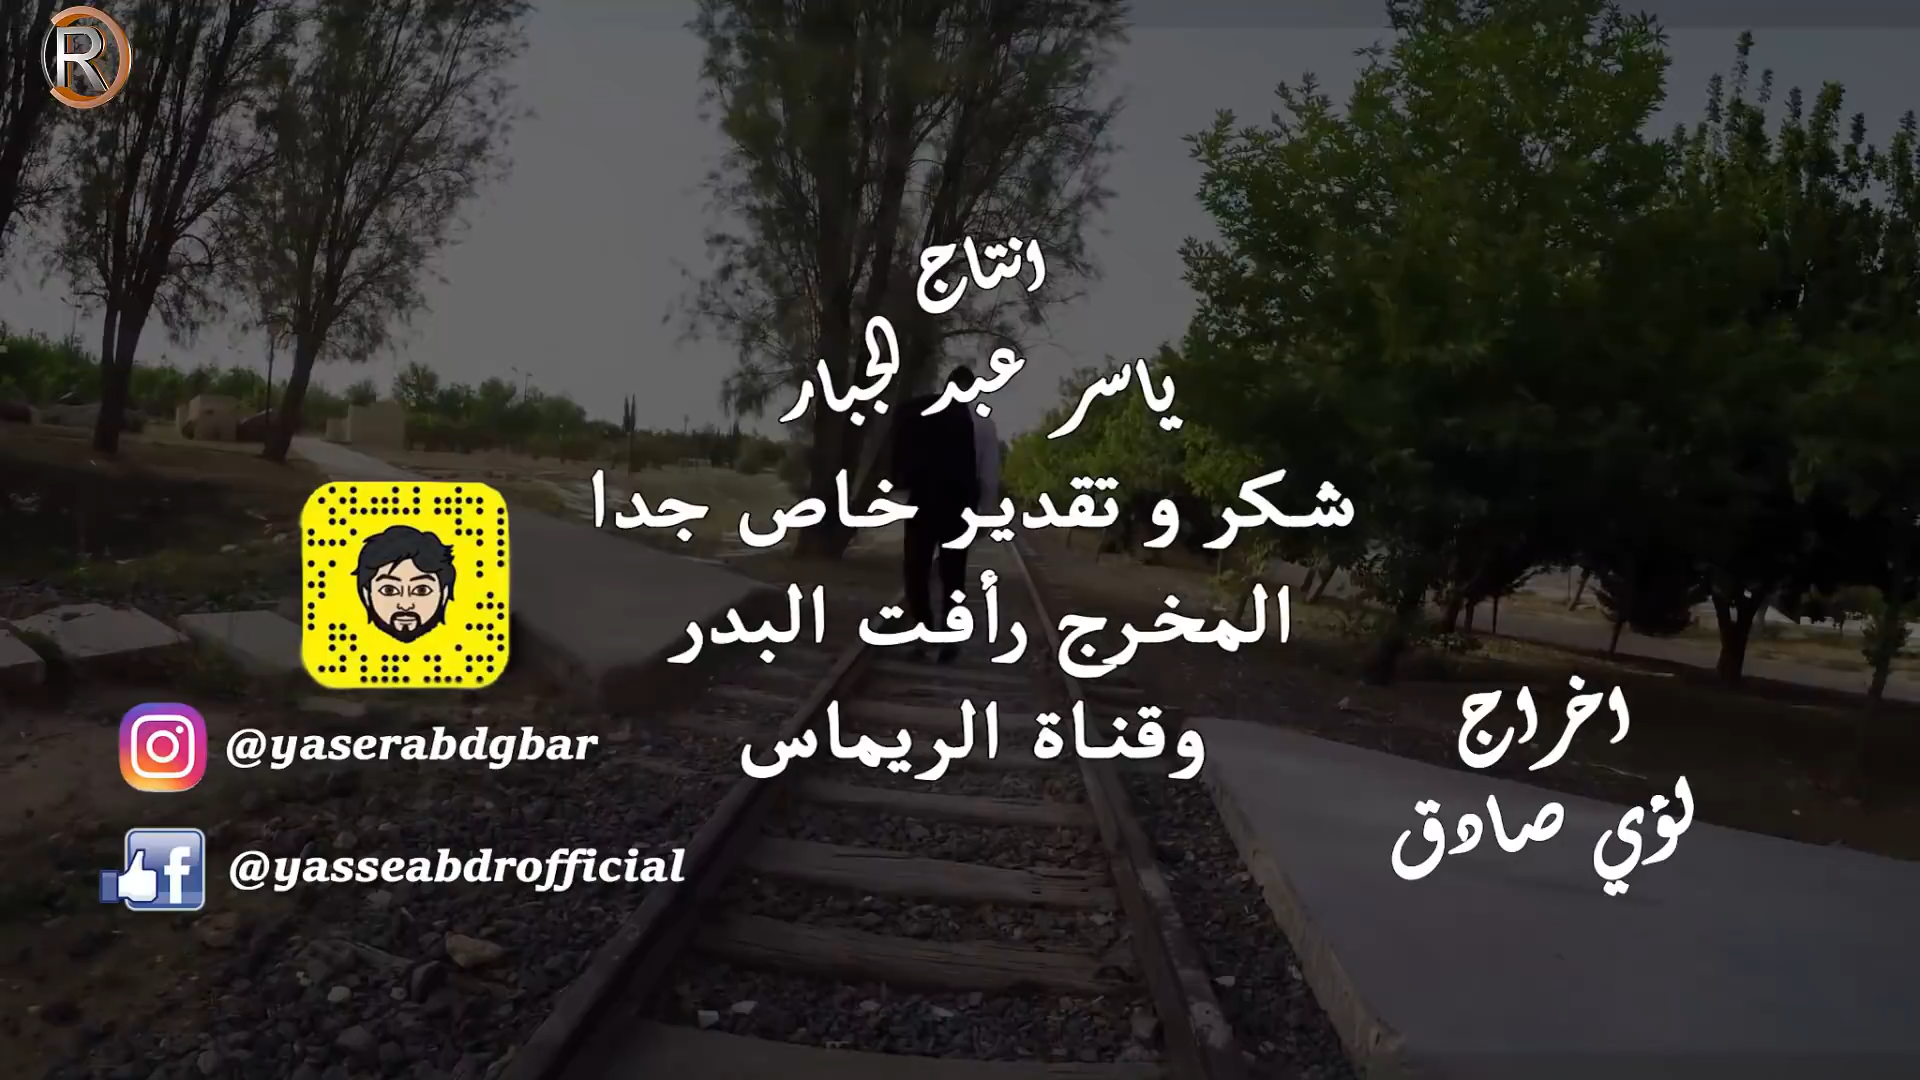 R
انتاج
ياسر عبد الجبار
شكر و تقدير خاص جدا
المخرج رأفت البدر
وقناة الريماس
اخراج
لؤي صادق
@yaserabdgbar
@yasseabdrofficial